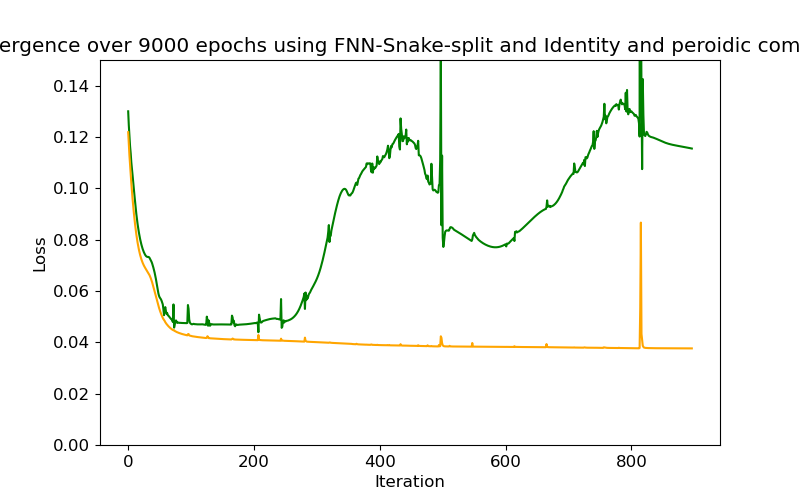 ergence over 9000 epochs using FNN-Snake-split and Identity and peroidic com
0.14
0.12
0.10
0.08
0.06
0.04
0.02
0.00
Loss
0 200 400 600 800
Iteration